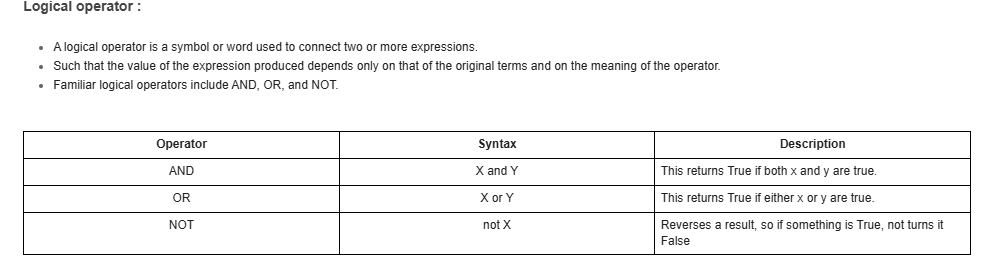 Logical operator :
A logical operator is a symbol or word used to connect two or more expressions.
Such that the value of the expression produced depends only on that of the original terms and on the meaning of the operator.
Familiar logical operators include AND, OR, and NOT.
Operator Syntax Description
AND X and Y This returns True if both x and y are true.
OR X or Y This returns True if either x or y are true.
NOT not X Reverses a result, so if something is True, not turns it
False